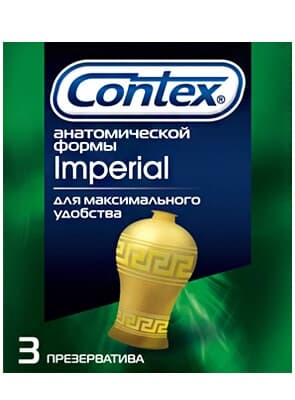 Contex®
анатомической
формы
Imperial
для максимального
удобства
3 ПРЕЗЕРВАТИВА